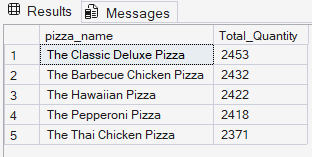 Results Messages
pizza_name Total_Quantity
1 The Classic Deluxe Pizza 2453
2 The Barbecue Chicken Pizza 2432
3 The Hawaiian Pizza 2422
4 The Pepperoni Pizza 2418
5 The Thai Chicken Pizza 2371